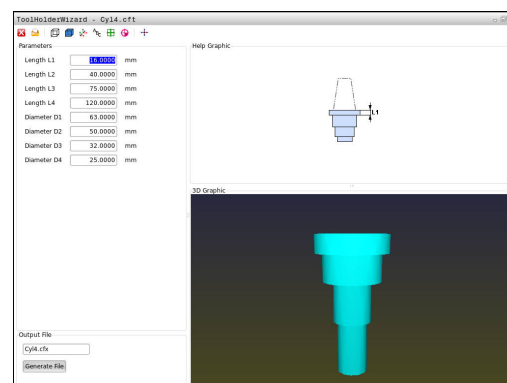 ToolHolderWizard - Cyl4.cft
Parameters
Length L1 16.0000 mm
Length L2 40.0000 mm
Length L3 75.0000 mm
Length L4 120.0000 mm
Diameter D1 63.0000 mm
Diameter D2 50.0000 mm
Diameter D3 32.0000 mm
Diameter D4 25.0000 mm
Output File
Cyl4.cfx
Generate File
Help Graphic
L1
3D Graphic